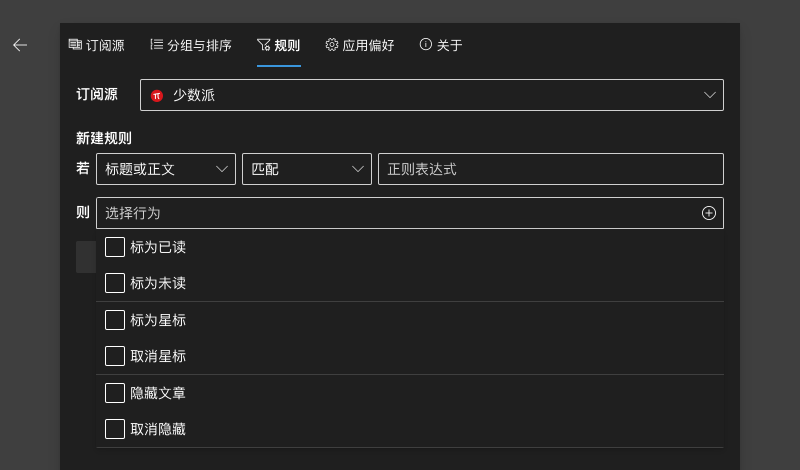 订阅源 分组与排序 规则 应用偏好 关于
订阅源 少数派
新建规则
若 标题或正文 匹配 正则表达式
则 选择行为
标为已读
标为未读
标为星标
取消星标
隐藏文章
取消隐藏